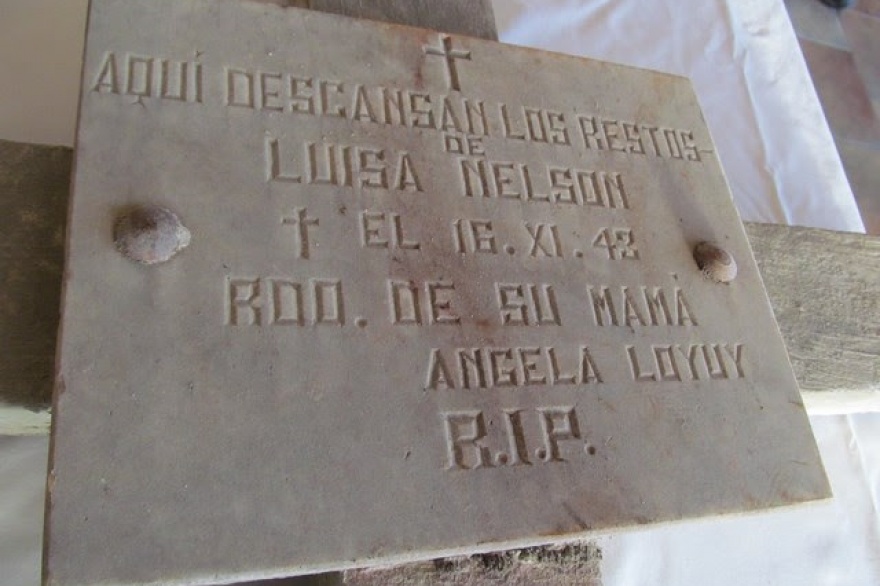 AQUÍ DESCANSAN LOS RESTOS
DE
LUISA NELSON
† EL 16.XI.42
RDO. DE SU MAMÁ
ANGELA LOYUY
R.I.P.